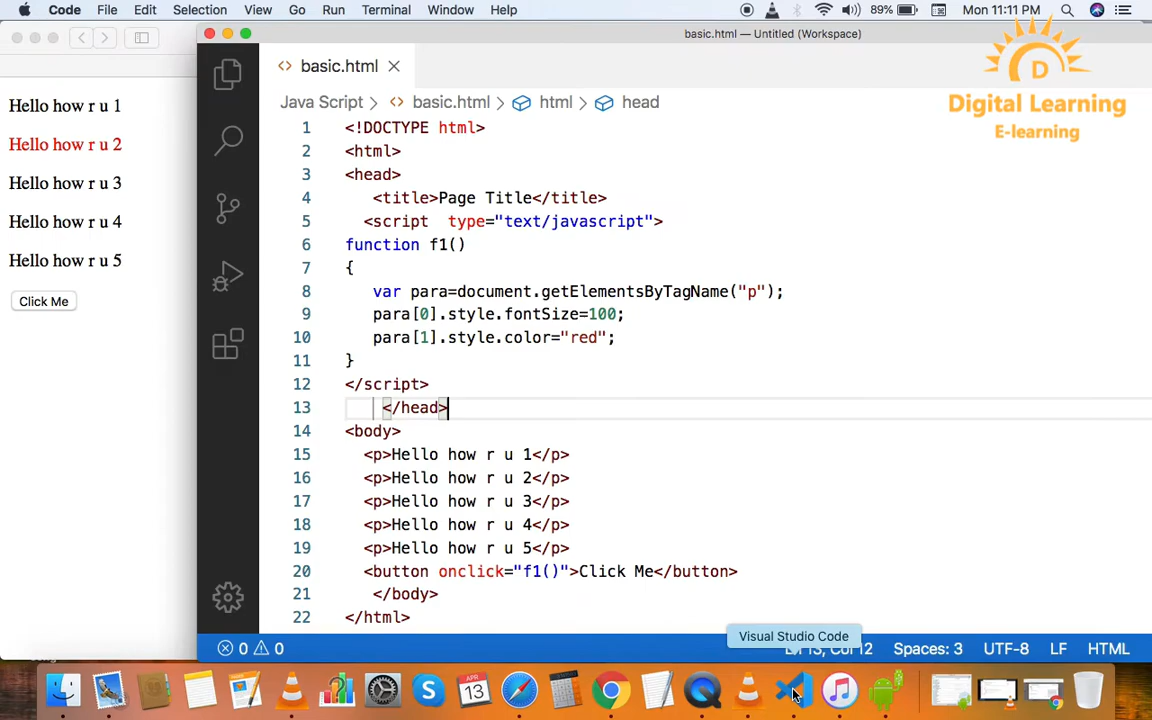 Code File Edit Selection View Go Run Terminal Window Help 89% Mon 11:11 PM
basic.html — Untitled (Workspace)
basic.html
Java Script > basic.html > html > head
Digital Learning
E-learning
Hello how r u 1
Hello how r u 2
Hello how r u 3
Hello how r u 4
Hello how r u 5
Click Me
1 <!DOCTYPE html>
2 <html>
3 <head>
4 <title>Page Title</title>
5 <script type="text/javascript">
6 function f1()
7 {
8 var para=document.getElementsByTagName("p");
9 para[0].style.fontSize=100;
10 para[1].style.color="red";
11 }
12 </script>
13 </head>
14 <body>
15 <p>Hello how r u 1</p>
16 <p>Hello how r u 2</p>
17 <p>Hello how r u 3</p>
18 <p>Hello how r u 4</p>
19 <p>Hello how r u 5</p>
20 <button onclick="f1()">Click Me</button>
21 </body>
22 </html>
Visual Studio Code
0 0 Spaces: 3 UTF-8 LF HTML
APR 13